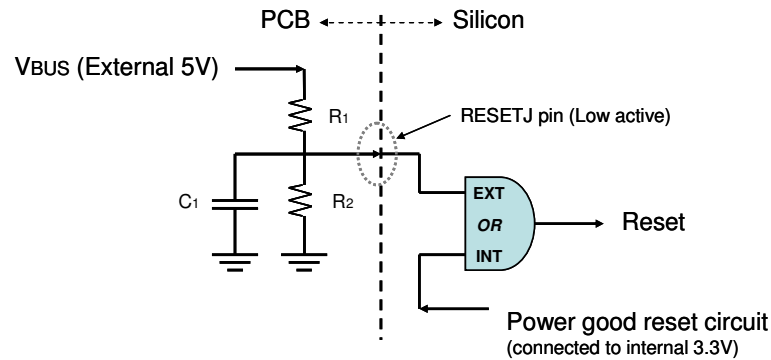 PCB
Silicon
VBUS (External 5V)
R1
RESETJ pin (Low active)
C1
R2
EXT
OR
INT
Reset
Power good reset circuit
(connected to internal 3.3V)